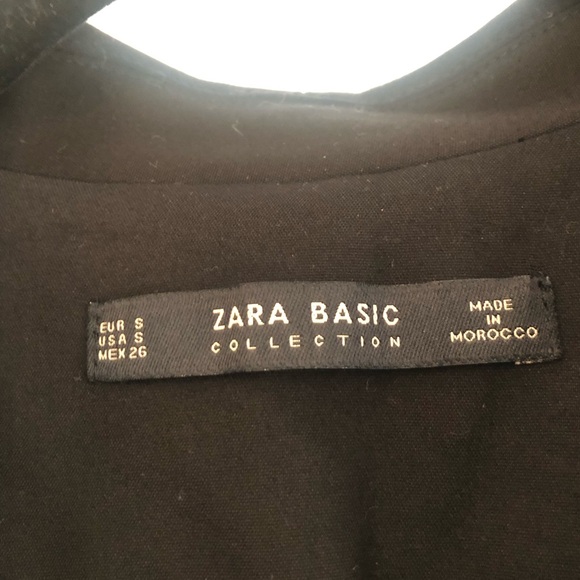 EUR S
USA S
MEX 26
ZARA BASIC
COLLECTION
MADE
IN
MOROCCO